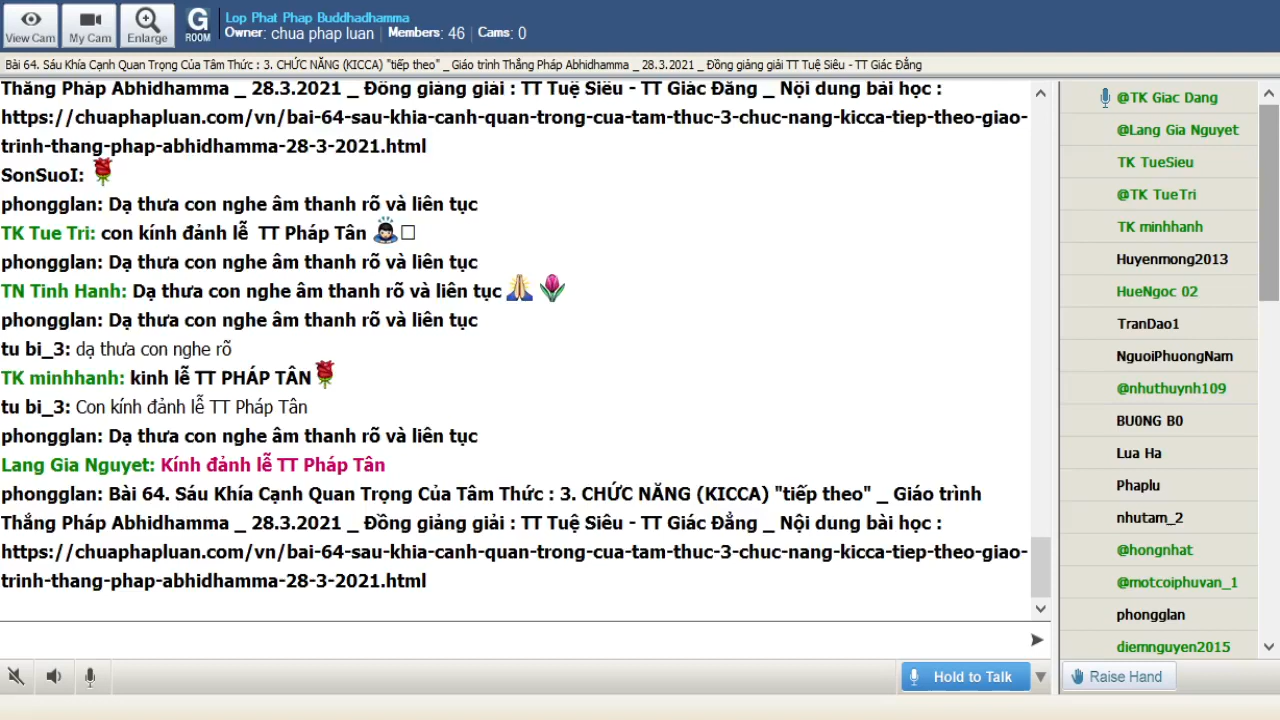 View Cam
My Cam
Enlarge
G
ROOM
Lop Phat Phap Buddhadhamma
Owner: chua phap luan Members: 46 Cams: 0
Bài 64. Sáu Khía Cạnh Quan Trọng Của Tâm Thức : 3. CHỨC NĂNG (KICCA) "tiếp theo" _ Giáo trình Thắng Pháp Abhidhamma _ 28.3.2021 _ Đồng giảng giải TT Tuệ Siêu - TT Giác Đẳng
Thắng Pháp Abhidhamma _ 28.3.2021 _ Đồng giảng giải : TT Tuệ Siêu - TT Giác Đẳng _ Nội dung bài học :
https://chuaphapluan.com/vn/bai-64-sau-khia-canh-quan-trong-cua-tam-thuc-3-chuc-nang-kicca-tiep-theo-giao-
trinh-thang-phap-abhidhamma-28-3-2021.html
SonSuoI:
phongglan: Dạ thưa con nghe âm thanh rõ và liên tục
TK Tue Tri: con kính đảnh lễ TT Pháp Tân
phongglan: Dạ thưa con nghe âm thanh rõ và liên tục
TN Tinh Hanh: Dạ thưa con nghe âm thanh rõ và liên tục
phongglan: Dạ thưa con nghe âm thanh rõ và liên tục
tu bi_3: dạ thưa con nghe rõ
TK minhhanh: kinh lễ TT PHÁP TÂN
tu bi_3: Con kính đảnh lễ TT Pháp Tân
phongglan: Dạ thưa con nghe âm thanh rõ và liên tục
Lang Gia Nguyet: Kính đảnh lễ TT Pháp Tân
phongglan: Bài 64. Sáu Khía Cạnh Quan Trọng Của Tâm Thức : 3. CHỨC NĂNG (KICCA) "tiếp theo" _ Giáo trình
Thắng Pháp Abhidhamma _ 28.3.2021 _ Đồng giảng giải : TT Tuệ Siêu - TT Giác Đẳng _ Nội dung bài học :
https://chuaphapluan.com/vn/bai-64-sau-khia-canh-quan-trong-cua-tam-thuc-3-chuc-nang-kicca-tiep-theo-giao-
trinh-thang-phap-abhidhamma-28-3-2021.html
@TK Giac Dang
@Lang Gia Nguyet
TK TueSieu
@TK TueTri
TK minhhanh
Huyenmong2013
HueNgoc 02
TranDao1
NguoiPhuongNam
@nhuthuynh109
BU0NG B0
Lua Ha
Phaplu
nhutam_2
@hongnhat
@motcoiphuvan_1
phongglan
diemnguyen2015
Hold to Talk
Raise Hand